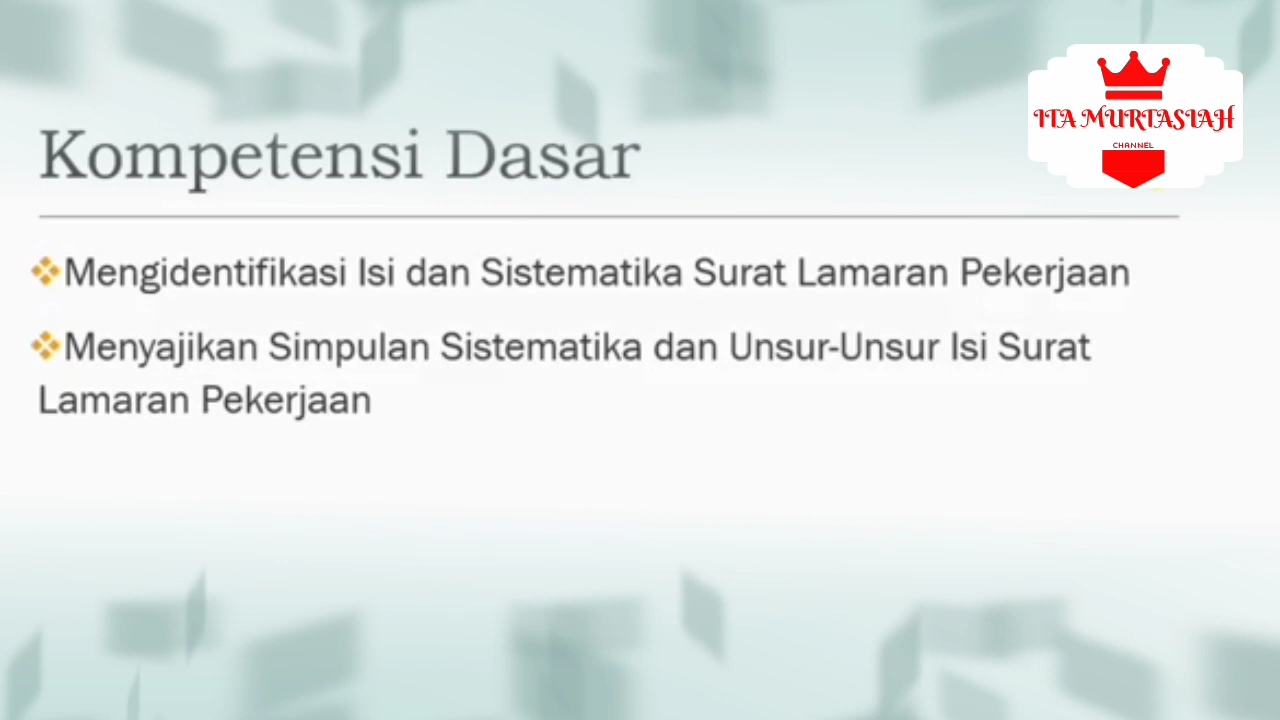 ITA MURTASIAH
CHANNEL
Kompetensi Dasar
Mengidentifikasi Isi dan Sistematika Surat Lamaran Pekerjaan
Menyajikan Simpulan Sistematika dan Unsur-Unsur Isi Surat
Lamaran Pekerjaan